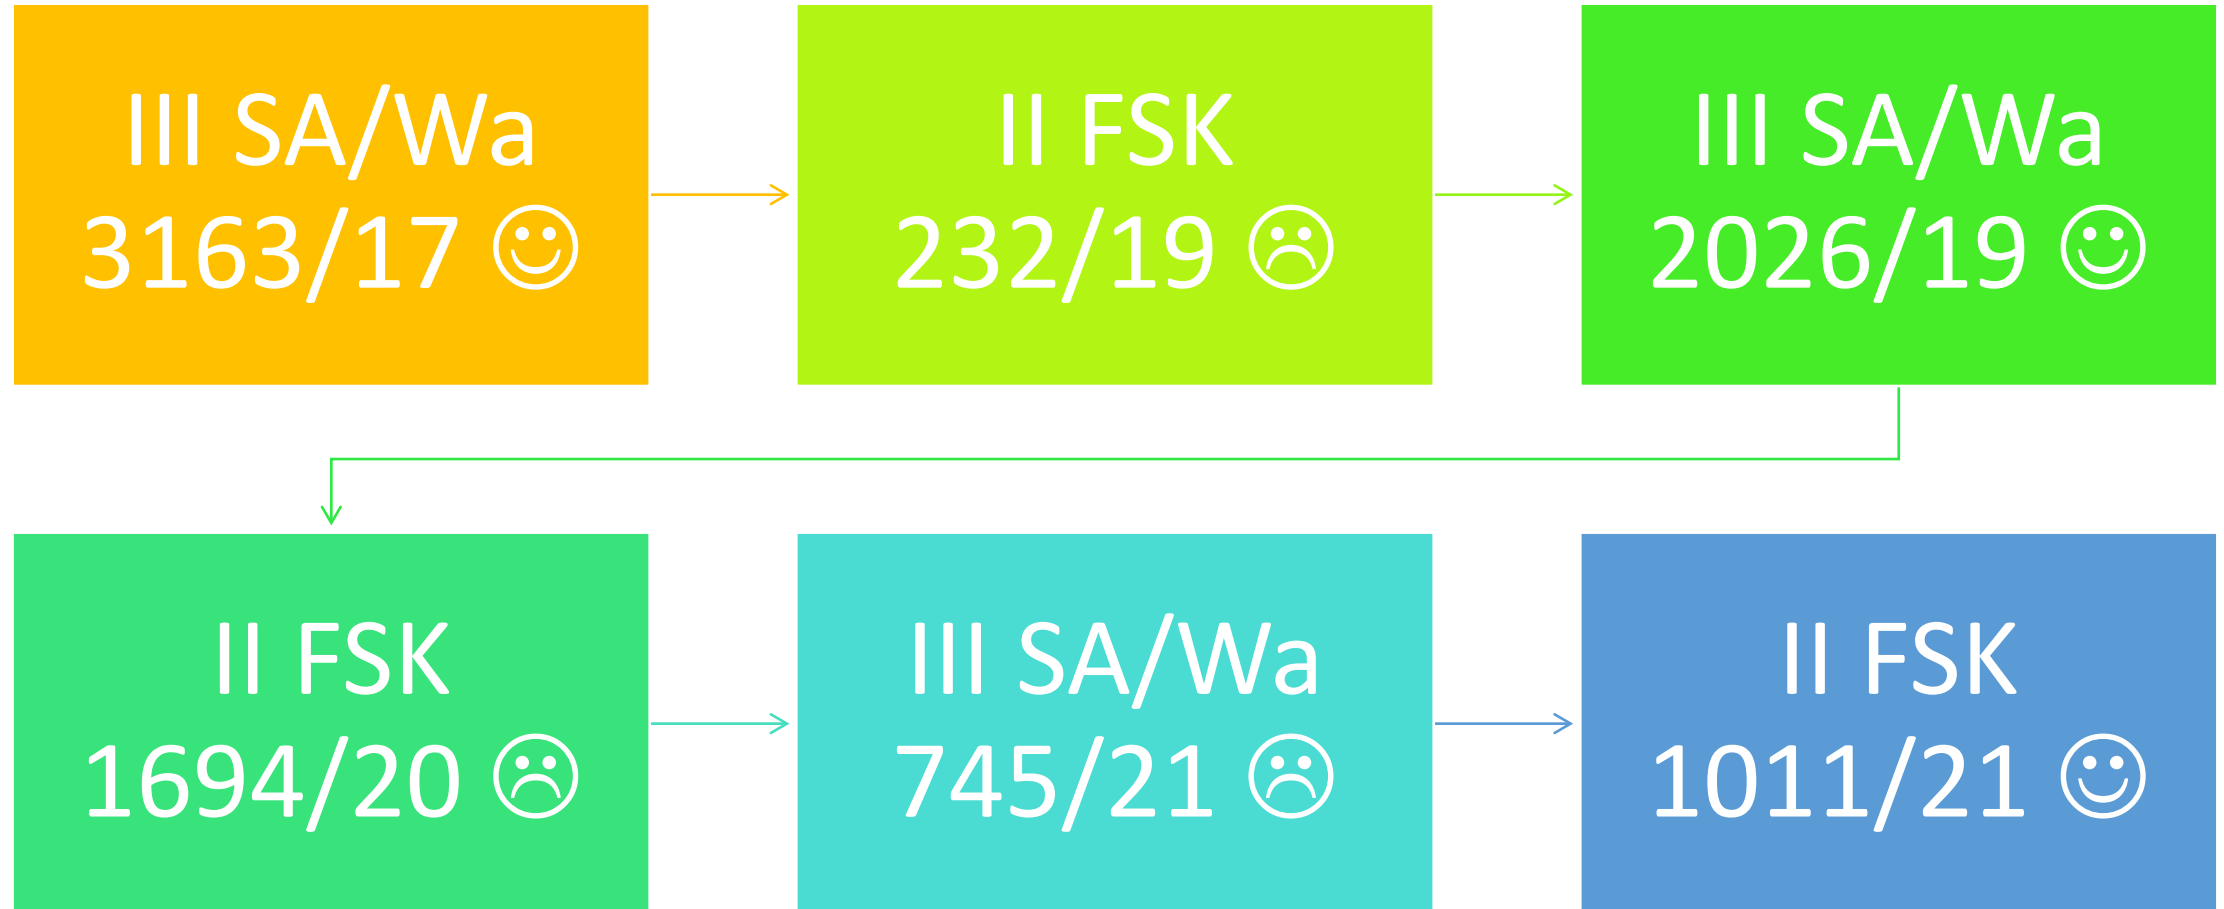 III SA/Wa
3163/17 ☺
II FSK
232/19 ☹
III SA/Wa
2026/19 ☺
II FSK
1694/20 ☹
III SA/Wa
745/21 ☹
II FSK
1011/21 ☺